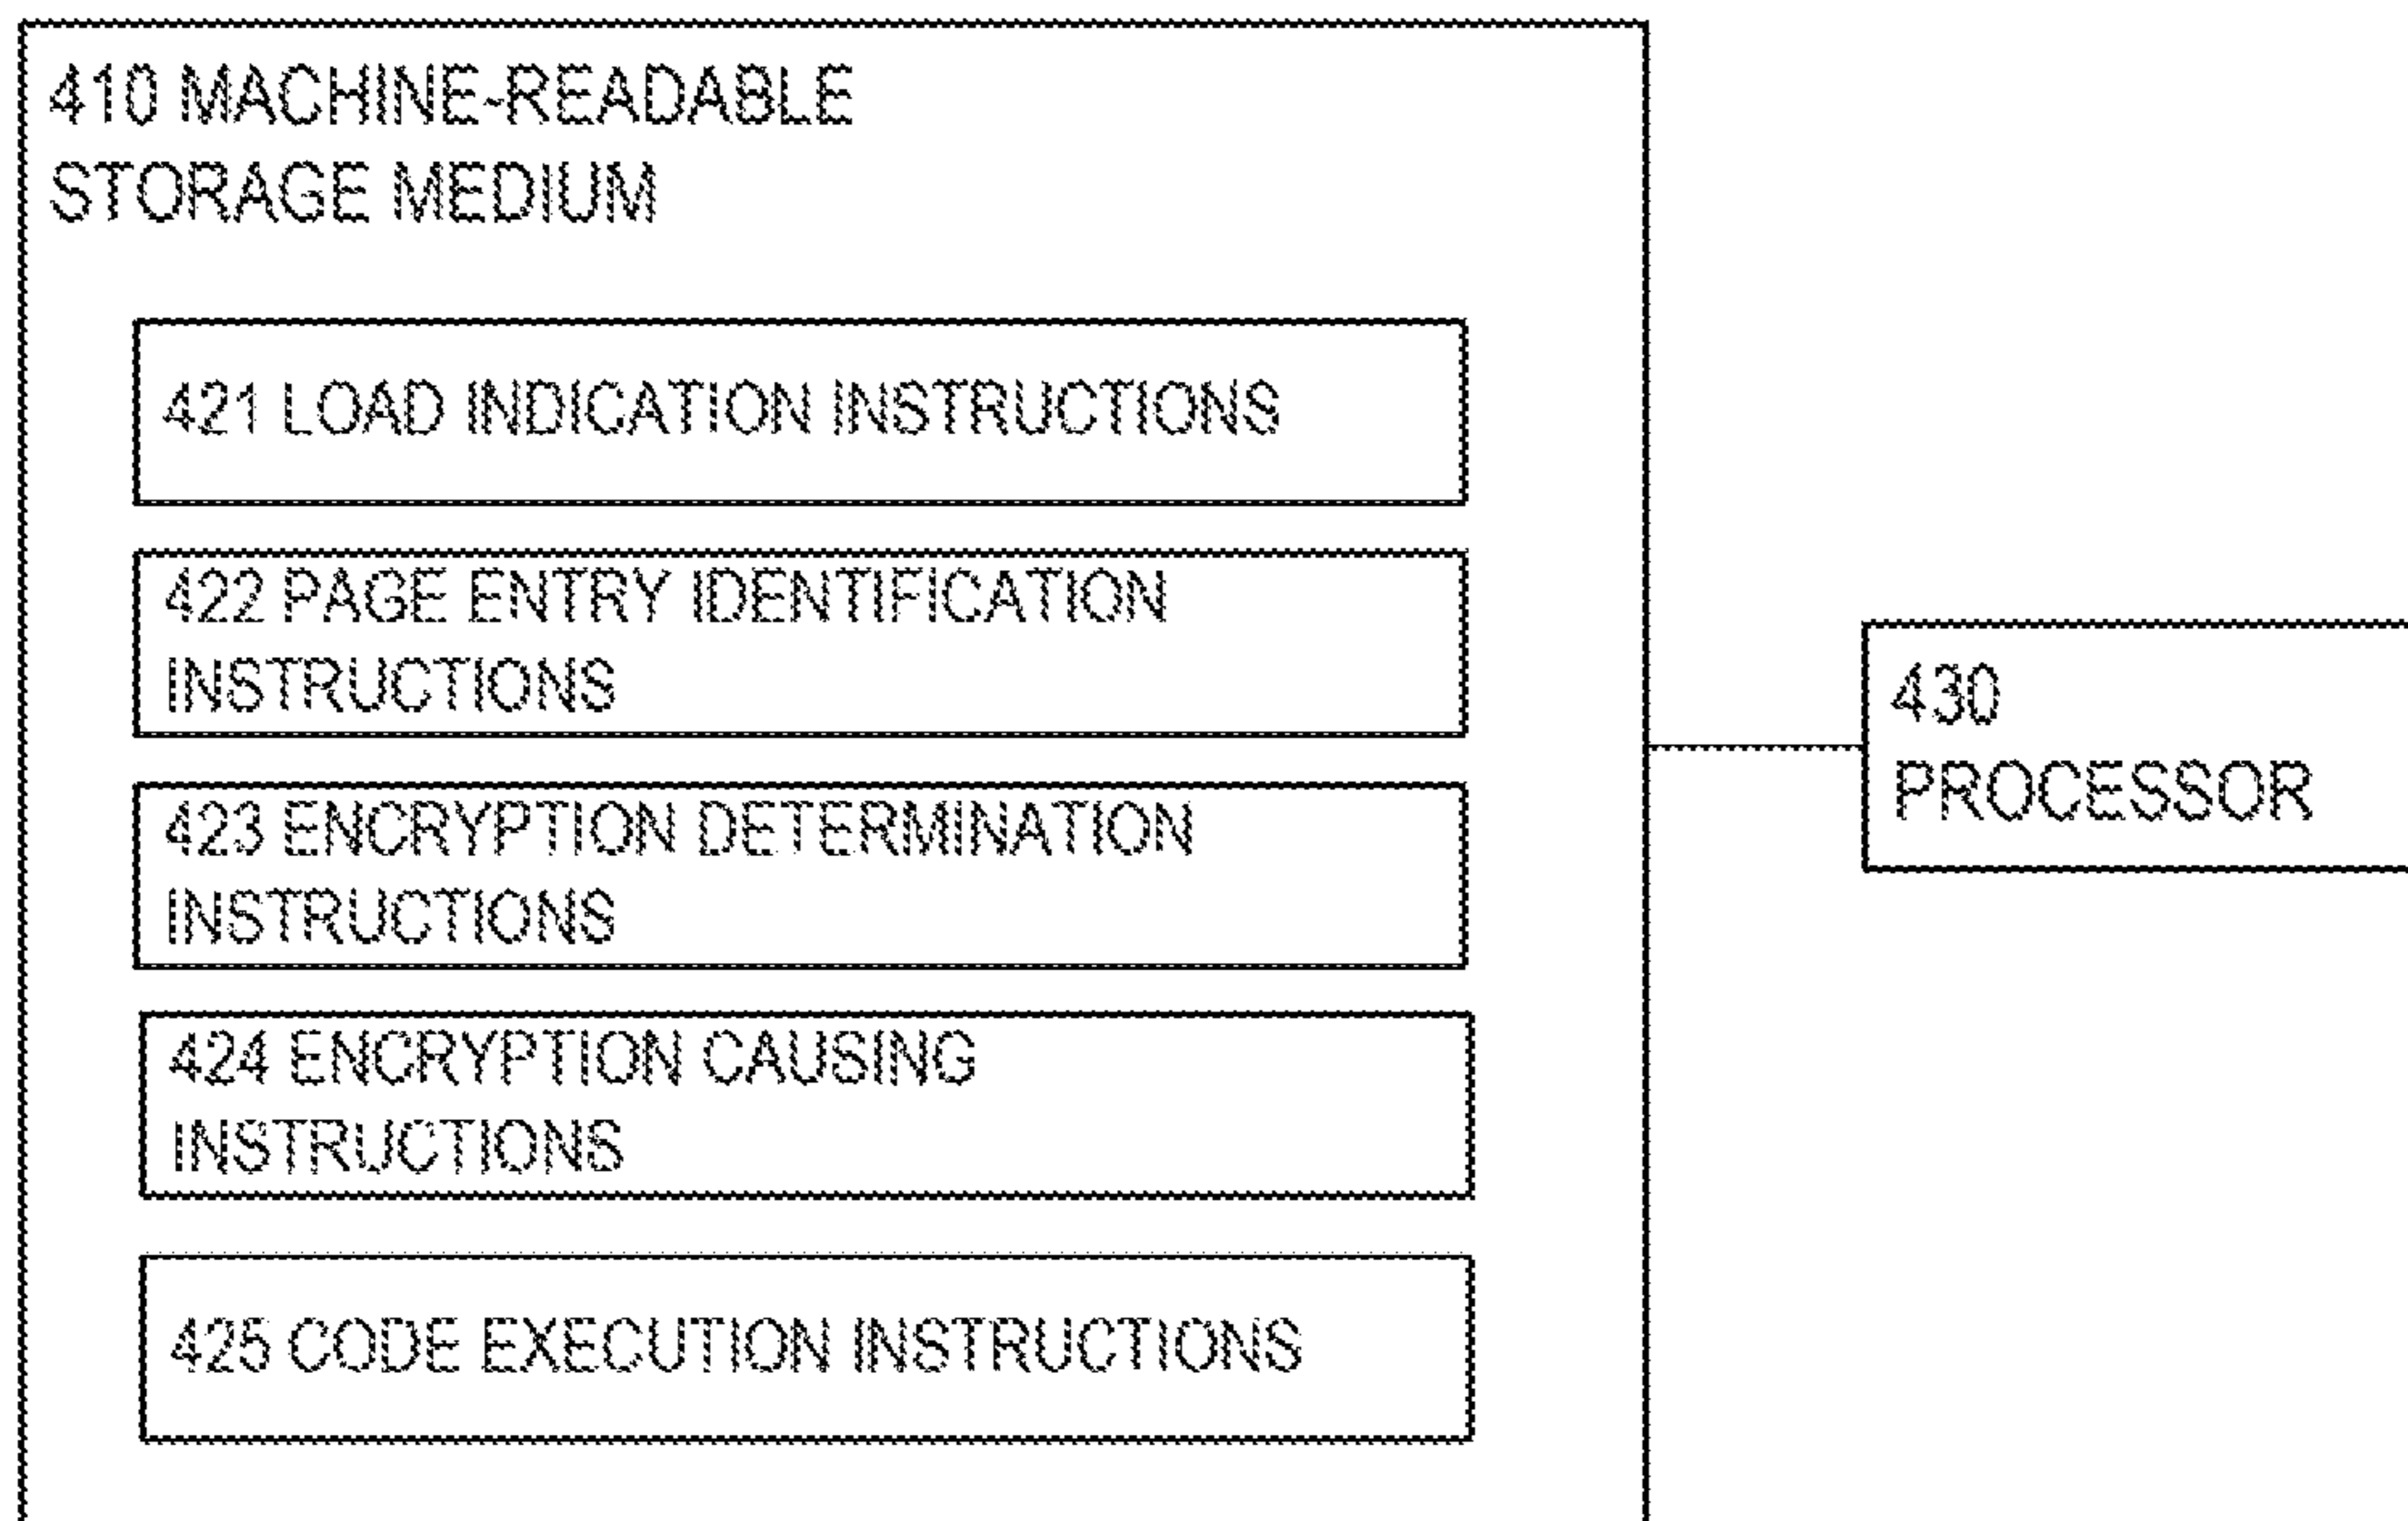 410 MACHINE-READABLE
STORAGE MEDIUM
421 LOAD INDICATION INSTRUCTIONS
422 PAGE ENTRY IDENTIFICATION
INSTRUCTIONS
423 ENCRYPTION DETERMINATION
INSTRUCTIONS
424 ENCRYPTION CAUSING
INSTRUCTIONS
425 CODE EXECUTION INSTRUCTIONS
430
PROCESSOR